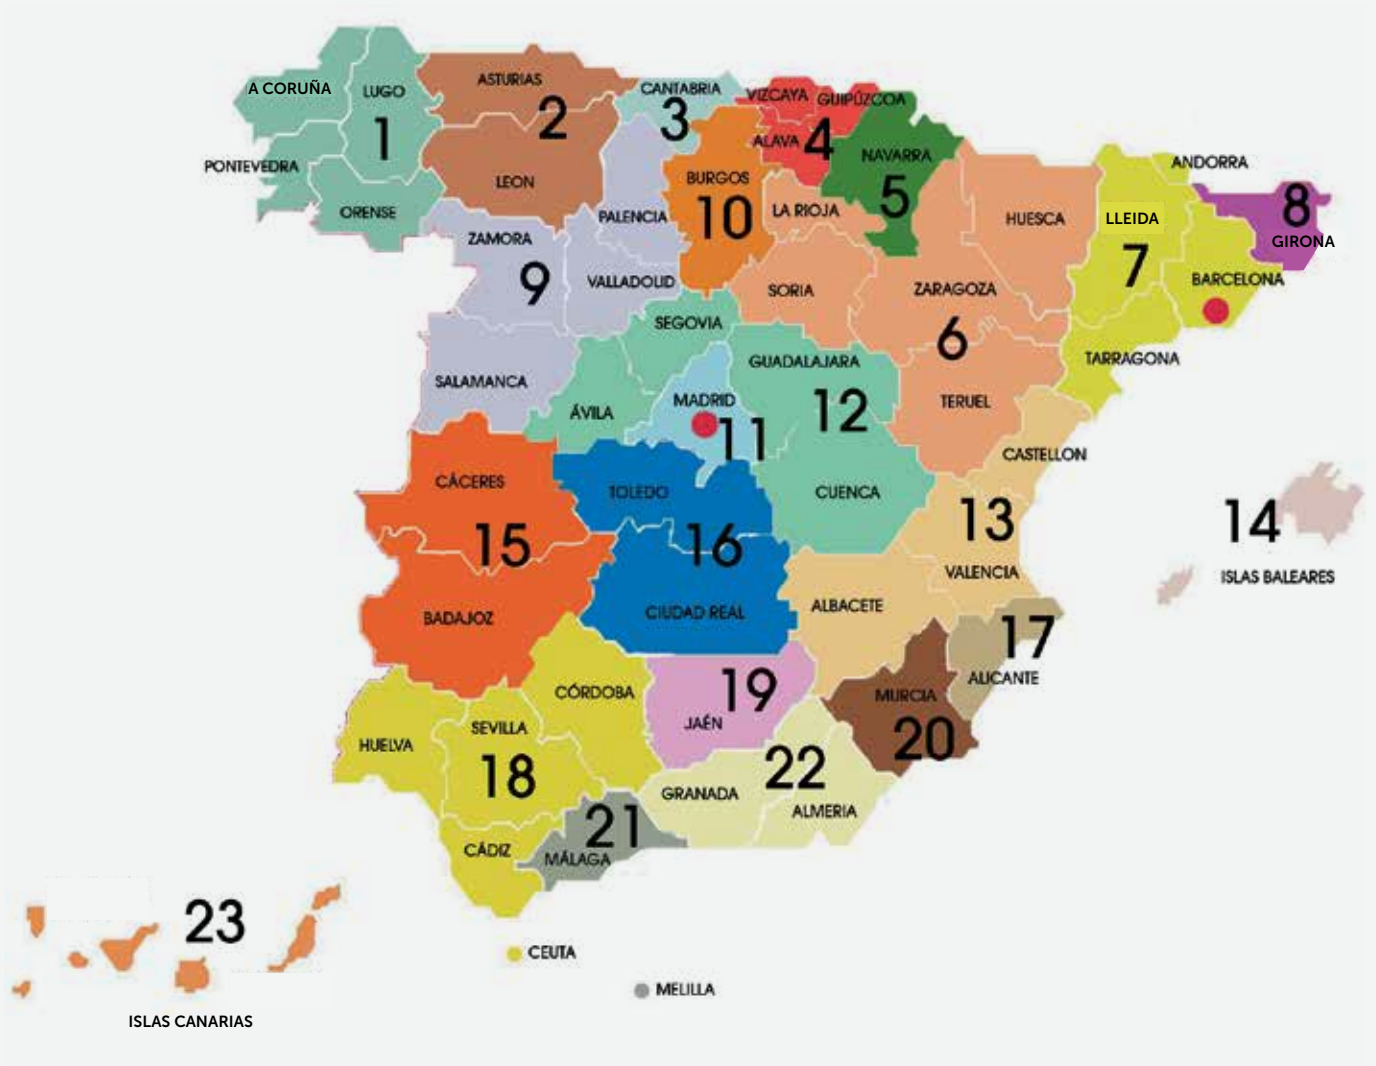 A CORUÑA
LUGO
1
PONTEVEDRA
ORENSE
ASTURIAS
2
LEON
CANTABRIA
3
VIZCAYA
GUIPÚZCOA
ALAVA
4
NAVARRA
5
BURGOS
10
LA RIOJA
PALENCIA
ZAMORA
9
VALLADOLID
SALAMANCA
SORIA
HUESCA
ZARAGOZA
6
TERUEL
ANDORRA
LLEIDA
7
8
GIRONA
BARCELONA
TARRAGONA
SEGOVIA
ÁVILA
GUADALAJARA
12
CUENCA
MADRID
11
CASTELLON
13
VALENCIA
ALBACETE
14
ISLAS BALEARES
CÁCERES
15
BADAJOZ
TOLEDO
16
CIUDAD REAL
17
ALICANTE
HUELVA
SEVILLA
18
CÓRDOBA
CÁDIZ
19
JAÉN
MURCIA
20
21
MÁLAGA
22
GRANADA
ALMERIA
23
ISLAS CANARIAS
CEUTA
MELILLA